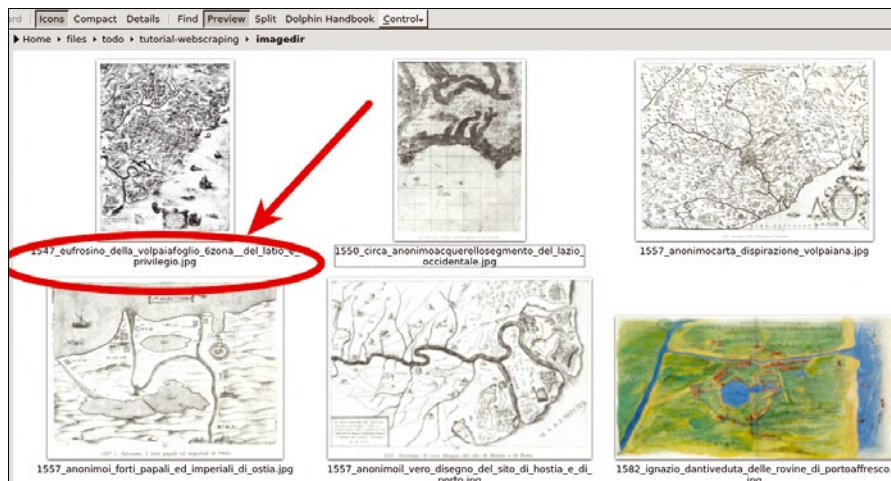 Icons Compact Details Find Preview Split Dolphin Handbook Control
Home files todo tutorial-webscraping imagedir
1547_eufrosino_della_volpaiafoglio_6zona__del_latio_e_
privilegio.jpg
1550_circa_anonimoacquerellosegmento_del_lazio_
occidentale.jpg
1557_anonimocarta_dispirazione_volpaiana.jpg
1557_anonimoi_forti_papali_ed_imperiali_di_ostia.jpg
1557_anonimoil_vero_disegno_del_sito_di_hostia_e_di_
porto.jpg
1582_ignazio_dantiveduta_delle_rovine_di_portoaffresco.
jpg